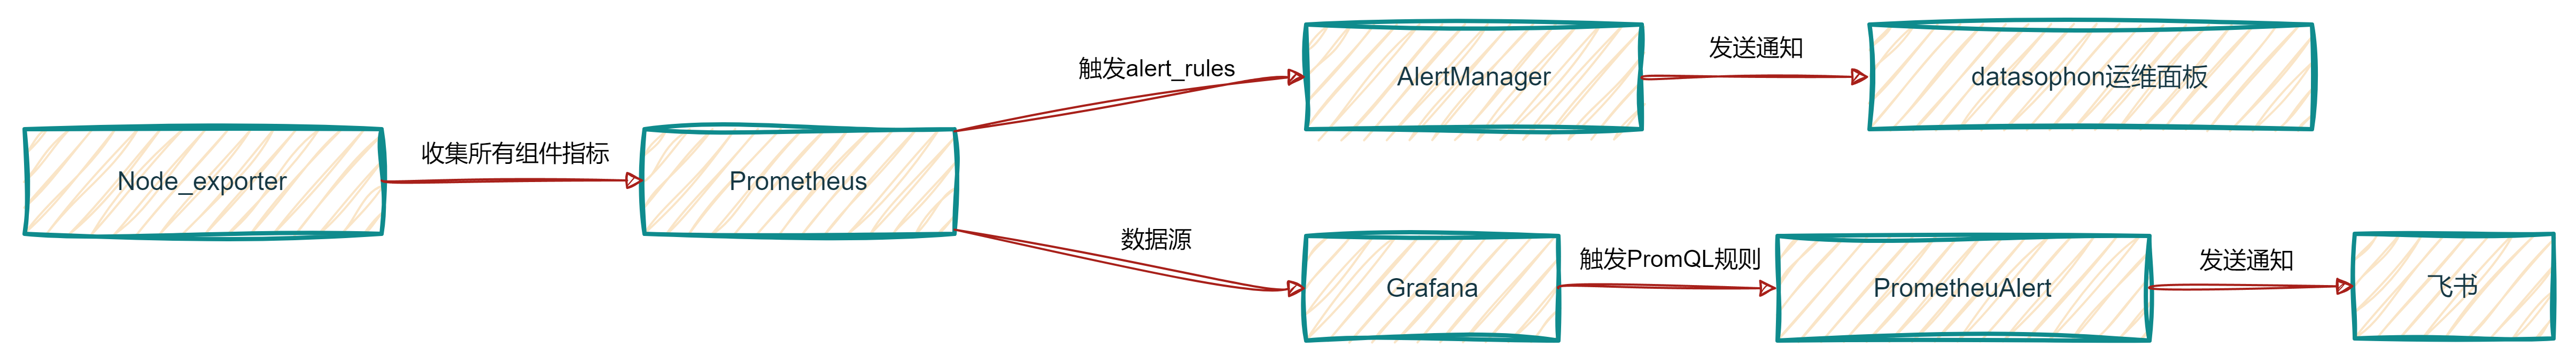 Node_exporter
收集所有组件指标
Prometheus
触发alert_rules
AlertManager
发送通知
datasophon运维面板
数据源
Grafana
触发PromQL规则
PrometheuAlert
发送通知
飞书